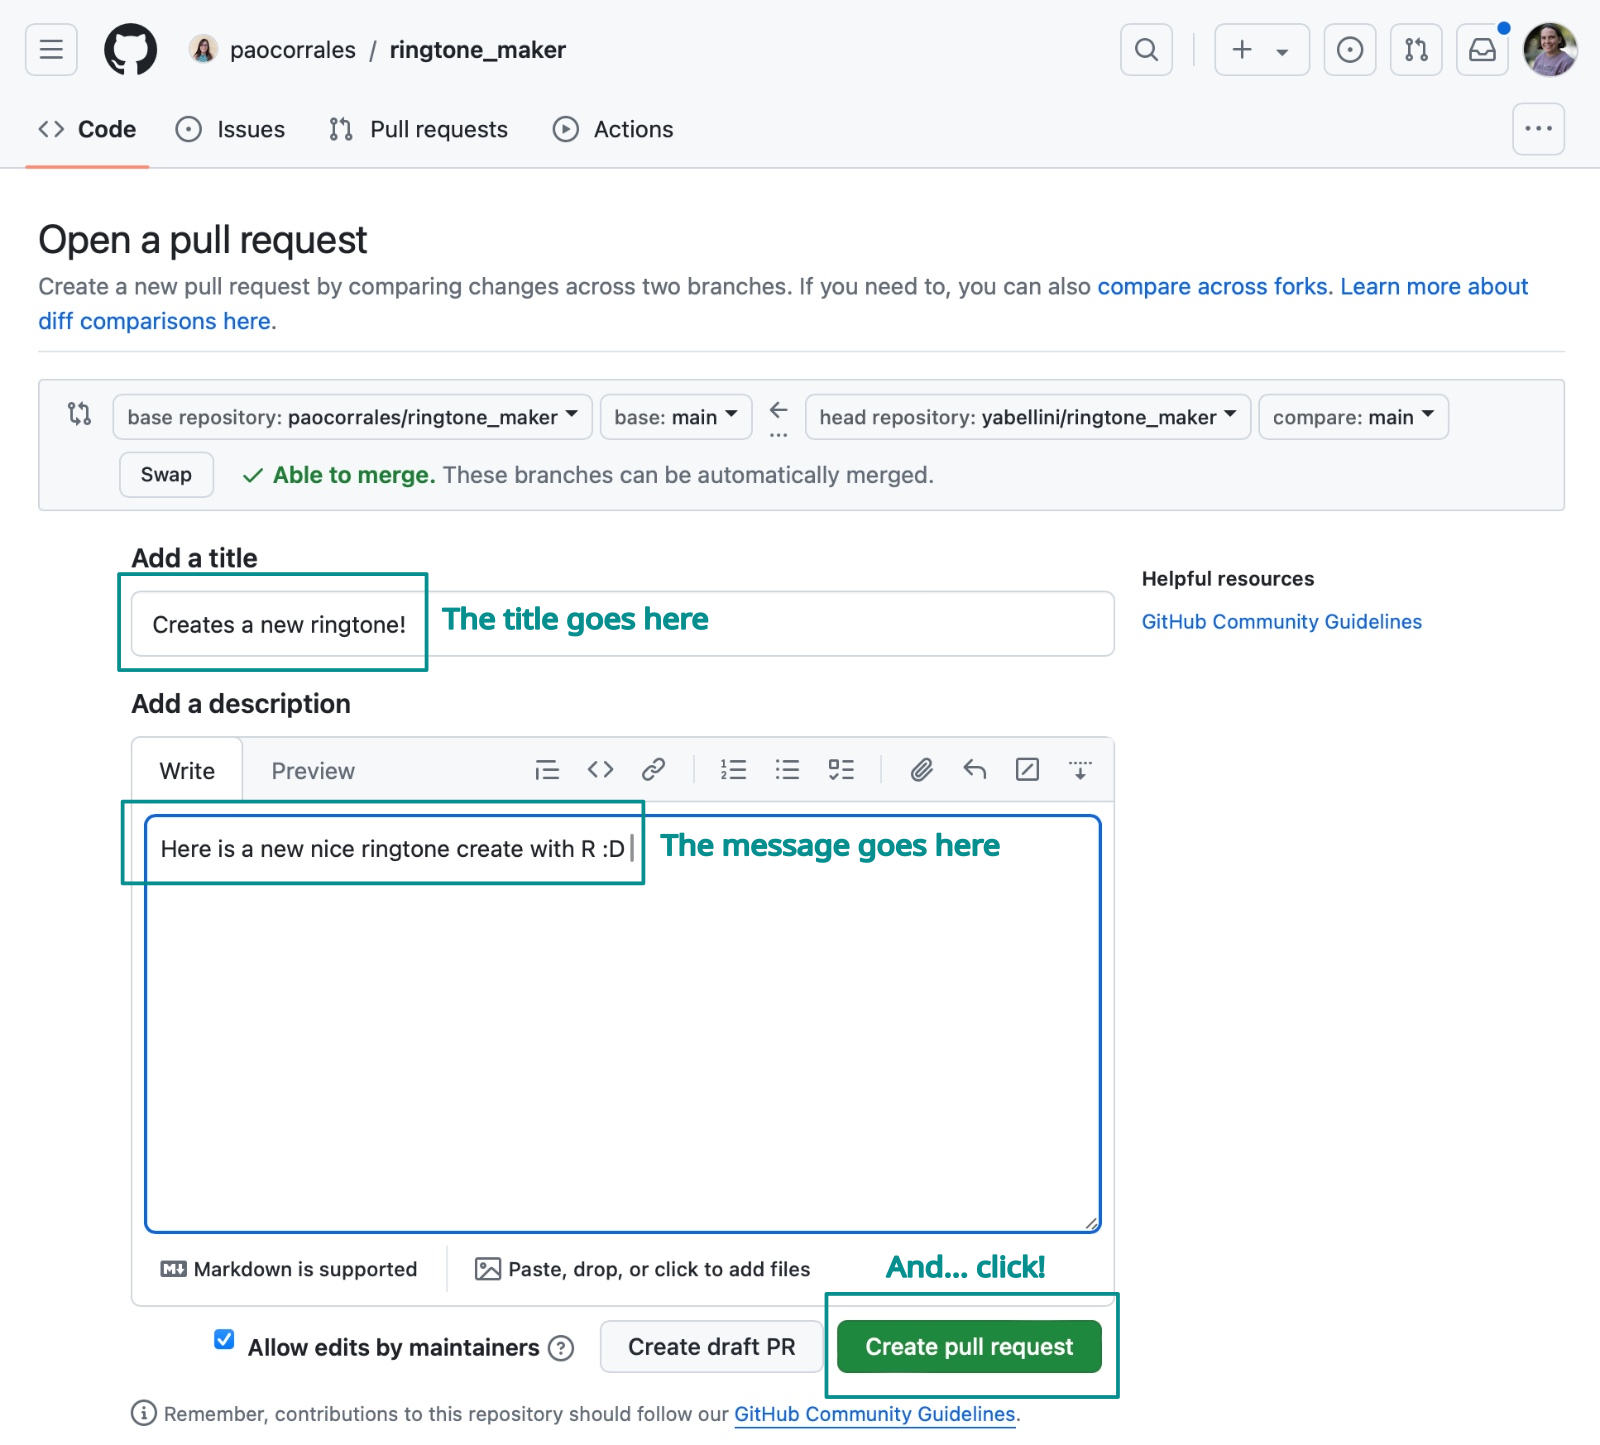 paocorrales / ringtone_maker
Code Issues Pull requests Actions
Open a pull request
Create a new pull request by comparing changes across two branches. If you need to, you can also compare across forks. Learn more about
diff comparisons here.
base repository: paocorrales/ringtone_maker base: main head repository: yabellini/ringtone_maker compare: main
Swap Able to merge. These branches can be automatically merged.
Add a title
Helpful resources
Creates a new ringtone! The title goes here
GitHub Community Guidelines
Add a description
Write Preview
Here is a new nice ringtone create with R :D The message goes here
Markdown is supported Paste, drop, or click to add files
And... click!
Allow edits by maintainers Create draft PR Create pull request
Remember, contributions to this repository should follow our GitHub Community Guidelines.